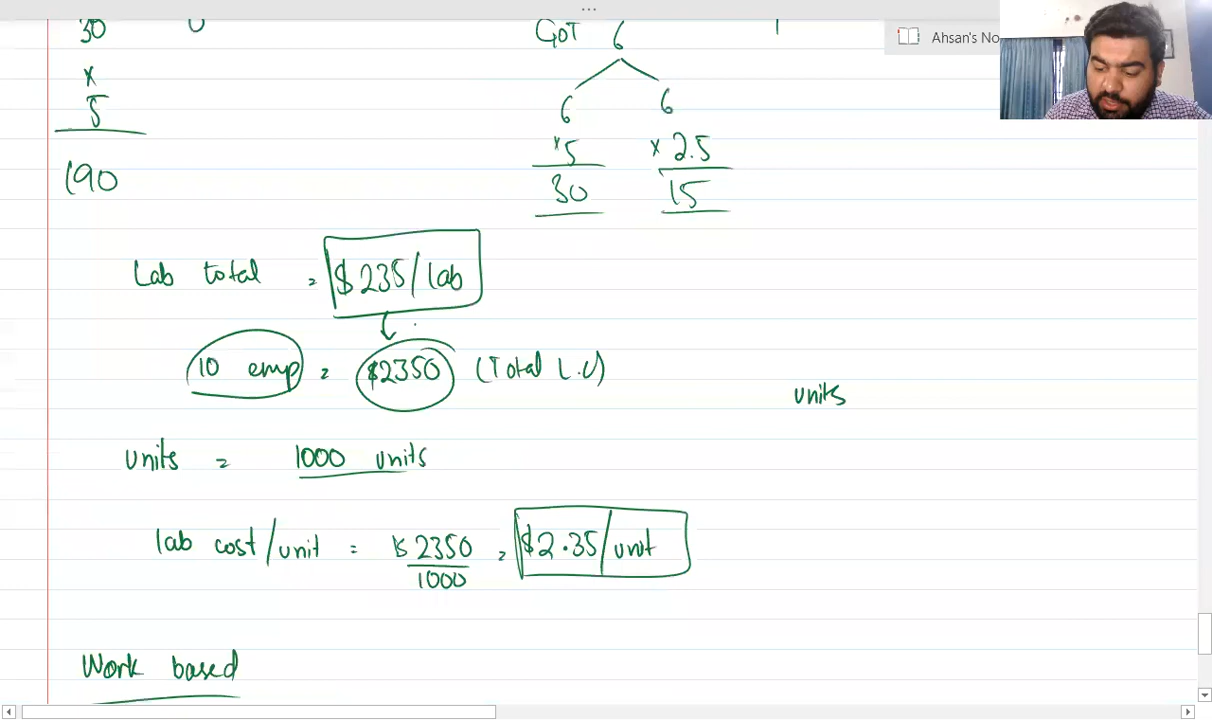 30
GOT 6
Ahsan's No
x
5
6 6
x5
x 2.5
190
30
15
Lab total = $235/lab
10 emp = $2350 (Total L.C)
units
units = 1000 units
lab cost/unit = $2350 = $2.35/unit
1000
Work based